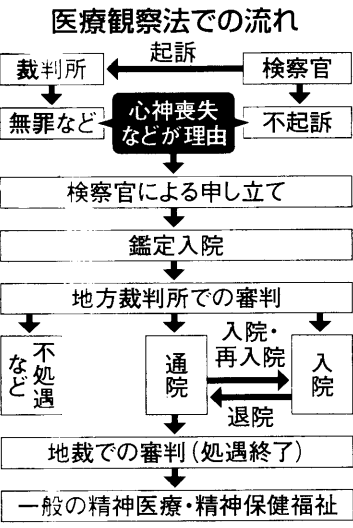 医療観察法での流れ
起訴
裁判所
検察官
心神喪失
などが理由
無罪など
不起訴
検察官による申し立て
鑑定入院
地方裁判所での審判
不処遇
など
通院
入院・
再入院
退院
入院
地裁での審判(処遇終了)
一般の精神医療・精神保健福祉